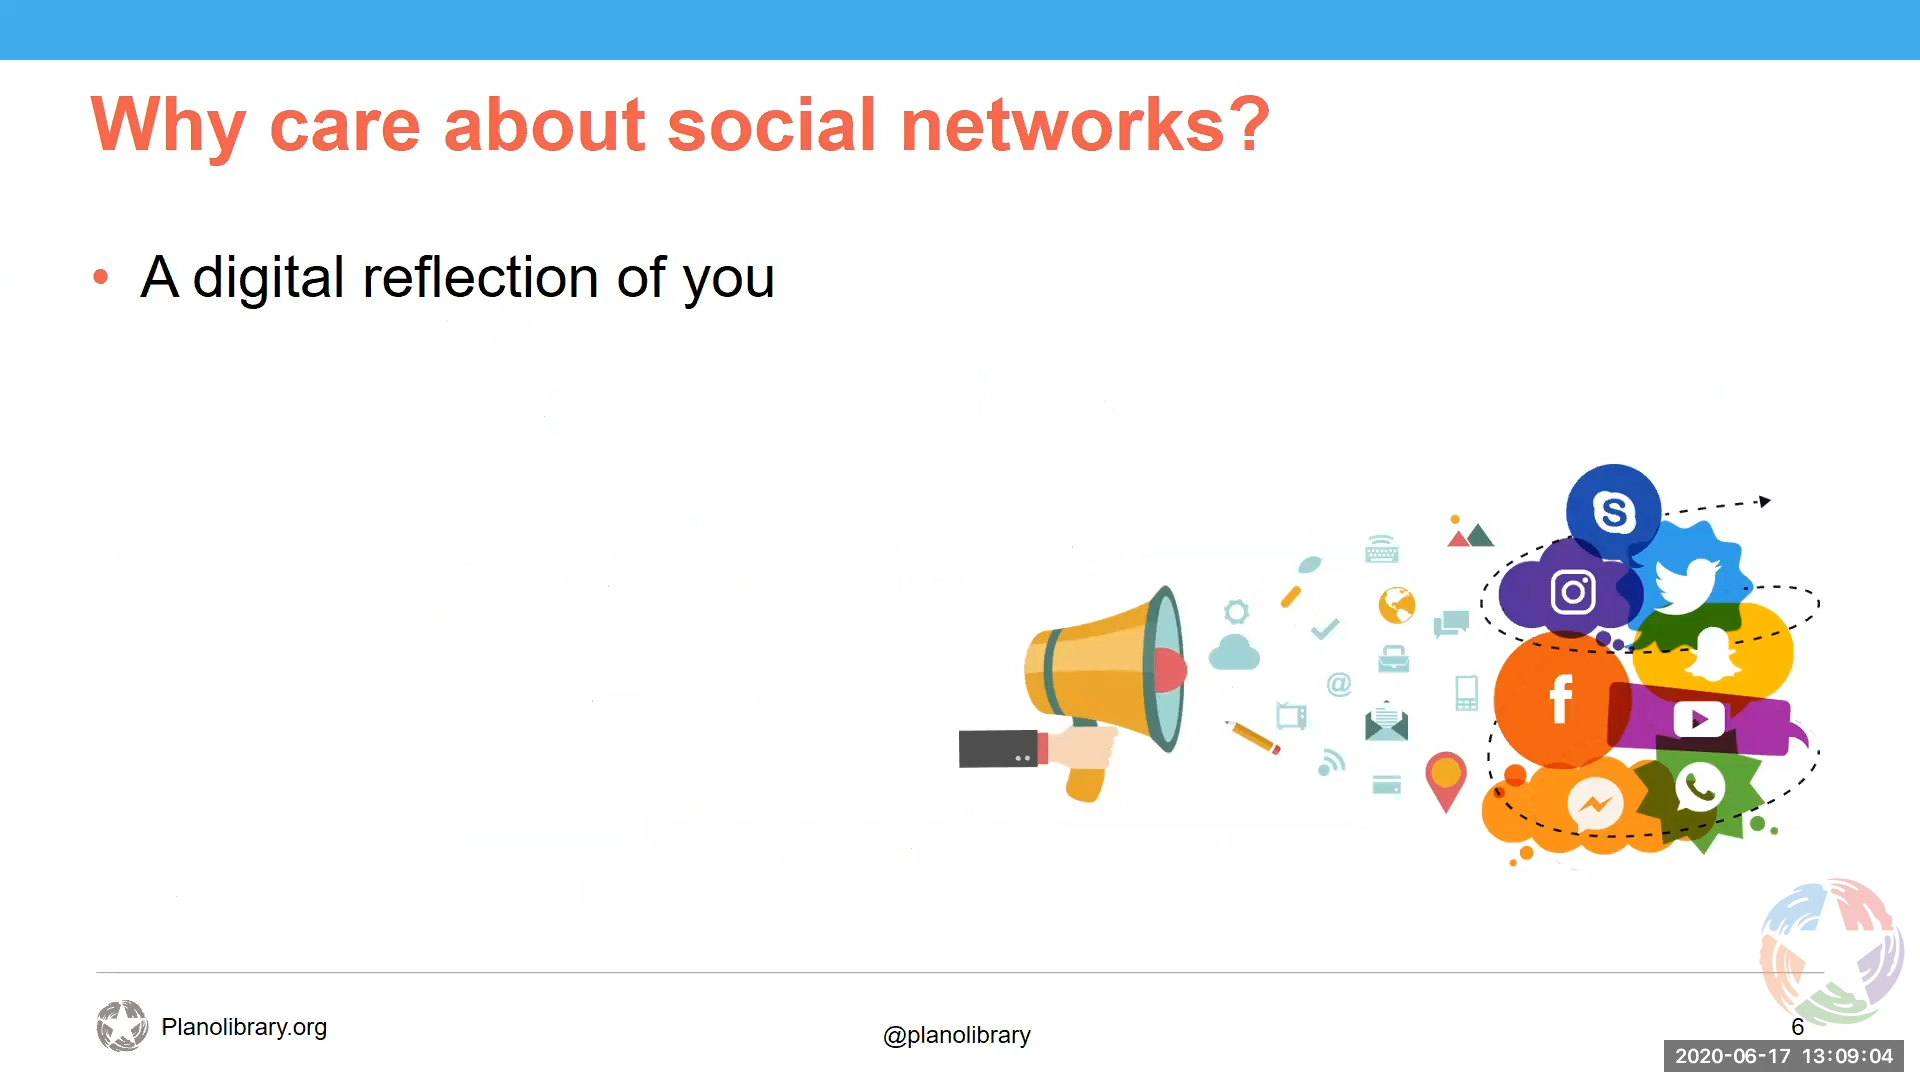 Why care about social networks?
• A digital reflection of you
S
f
@
Planolibrary.org
@planolibrary
6
2020-06-17 13:09:04